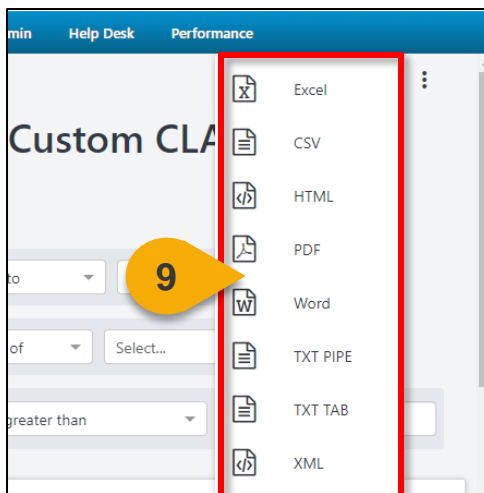 min Help Desk Performance
Excel
Custom CLA
CSV
HTML
PDF
to
9
Word
of Select...
TXT PIPE
TXT TAB
greater than
XML